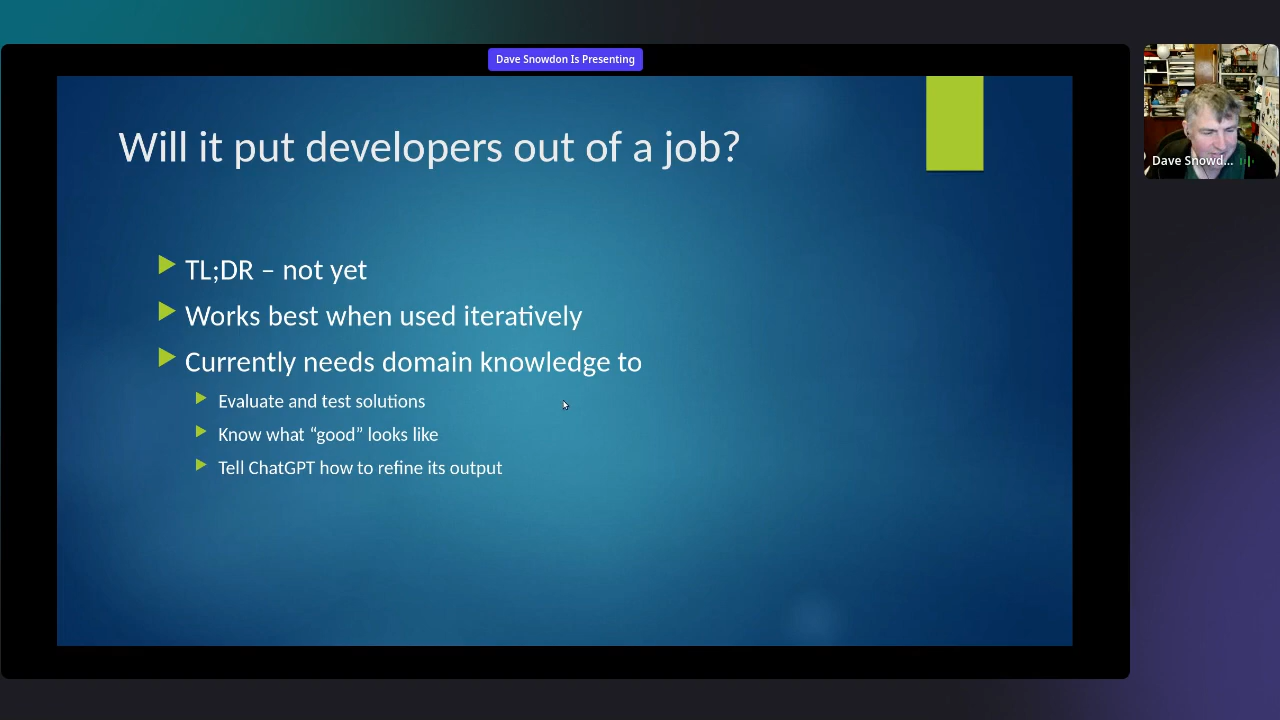 Dave Snowdon Is Presenting
Will it put developers out of a job?
TL;DR – not yet
Works best when used iteratively
Currently needs domain knowledge to
Evaluate and test solutions
Know what “good” looks like
Tell ChatGPT how to refine its output
Dave Snowd...